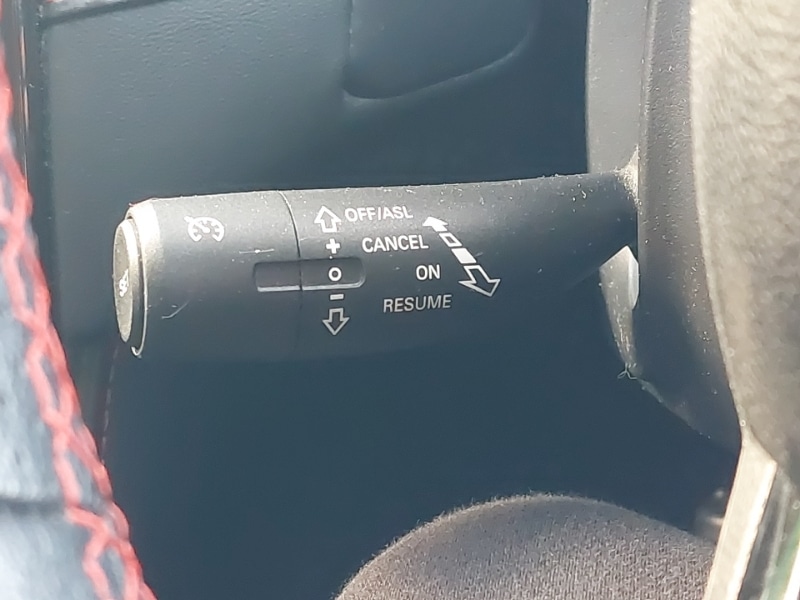 OFF/ASL
+ CANCEL
O ON
- RESUME